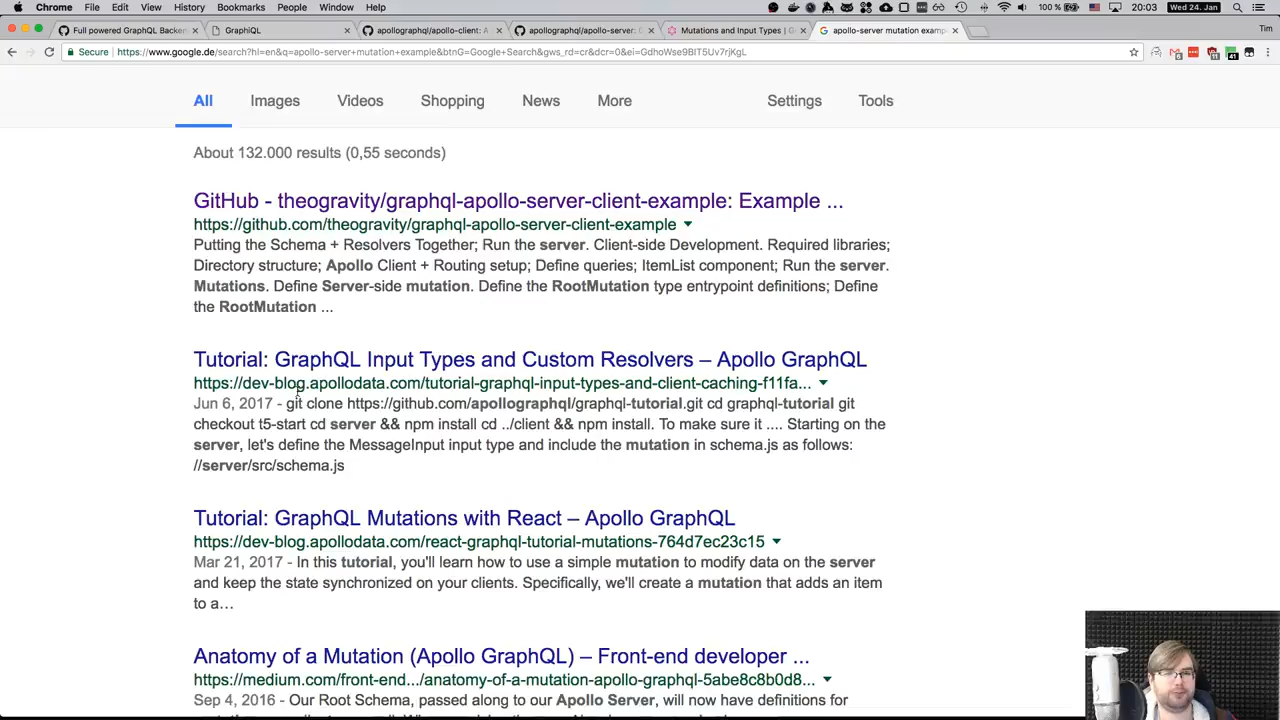 Chrome File Edit View History Bookmarks People Window Help 100 % Wed 24. Jan 20:03
Full powered GraphQL Backen
GraphiQL
apollographql/apollo-client: A
apollographql/apollo-server: G
Mutations and Input Types | G
apollo-server mutation exampl
Tim
Secure https://www.google.de/search?hl=en&q=apollo-server+mutation+example&btnG=Google+Search&gws_rd=cr&dcr=0&ei=GdhoWse9BIT5Uv7rjKgL
All Images Videos Shopping News More Settings Tools
About 132.000 results (0,55 seconds)
GitHub - theogravity/graphql-apollo-server-client-example: Example ...
https://github.com/theogravity/graphql-apollo-server-client-example
Putting the Schema + Resolvers Together; Run the server. Client-side Development. Required libraries;
Directory structure; Apollo Client + Routing setup; Define queries; ItemList component; Run the server.
Mutations. Define Server-side mutation. Define the RootMutation type entrypoint definitions; Define
the RootMutation ...
Tutorial: GraphQL Input Types and Custom Resolvers – Apollo GraphQL
https://dev-blog.apollodata.com/tutorial-graphql-input-types-and-client-caching-f11fa...
Jun 6, 2017 - git clone https://github.com/apollographql/graphql-tutorial.git cd graphql-tutorial git
checkout t5-start cd server && npm install cd ../client && npm install. To make sure it .... Starting on the
server, let's define the MessageInput input type and include the mutation in schema.js as follows:
//server/src/schema.js
Tutorial: GraphQL Mutations with React – Apollo GraphQL
https://dev-blog.apollodata.com/react-graphql-tutorial-mutations-764d7ec23c15
Mar 21, 2017 - In this tutorial, you'll learn how to use a simple mutation to modify data on the server
and keep the state synchronized on your clients. Specifically, we'll create a mutation that adds an item
to a…
Anatomy of a Mutation (Apollo GraphQL) – Front-end developer ...
https://medium.com/front-end.../anatomy-of-a-mutation-apollo-graphql-5abe8c8b0d8...
Sep 4, 2016 - Our Root Schema, passed along to our Apollo Server, will now have definitions for